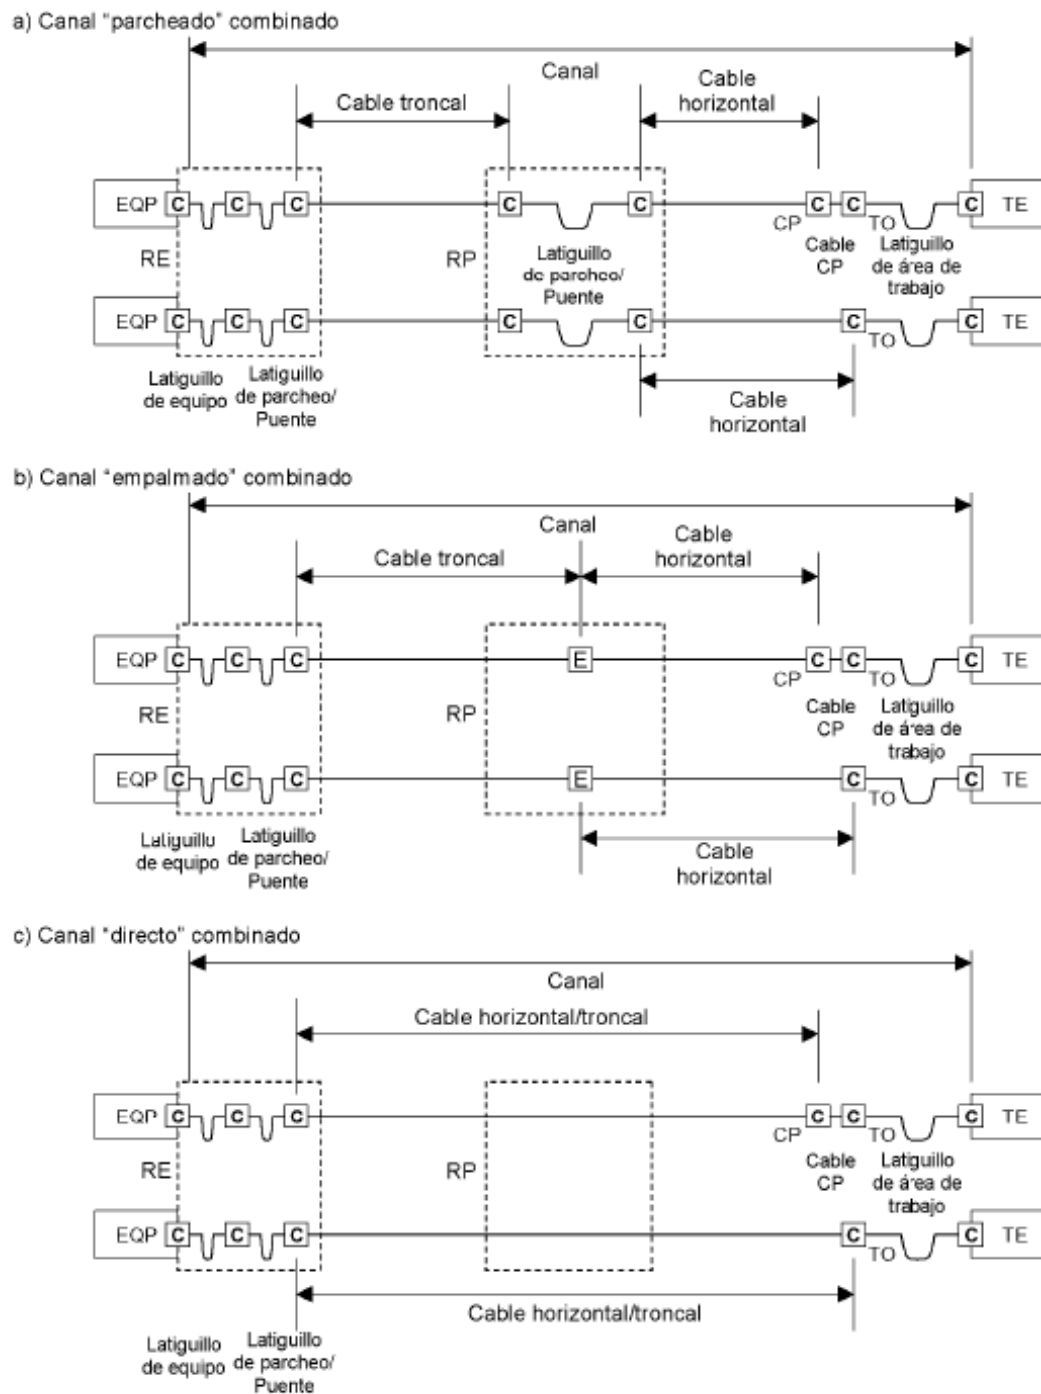 a) Canal "parcheado" combinado
Canal
Cable troncal
Cable
horizontal
EQP C C C C C C C C TE
RE
RP
CP
TO
Latiguillo
de parcheo/
Puente
Cable
CP
Latiguillo
de área de
trabajo
EQP C C C C C C C TE
TO
Latiguillo
de equipo
Latiguillo
de parcheo/
Puente
Cable
horizontal
b) Canal "empalmado" combinado
Canal
Cable troncal
Cable
horizontal
EQP C C C E C C C TE
RE
RP
CP
TO
Cable
CP
Latiguillo
de área de
trabajo
EQP C C C E C C TE
TO
Latiguillo
de equipo
Latiguillo
de parcheo/
Puente
Cable
horizontal
c) Canal "directo" combinado
Canal
Cable horizontal/troncal
EQP C C C C C C TE
RE
RP
CP
TO
Cable
CP
Latiguillo
de área de
trabajo
EQP C C C C C TE
TO
Cable horizontal/troncal
Latiguillo
de equipo
Latiguillo
de parcheo/
Puente